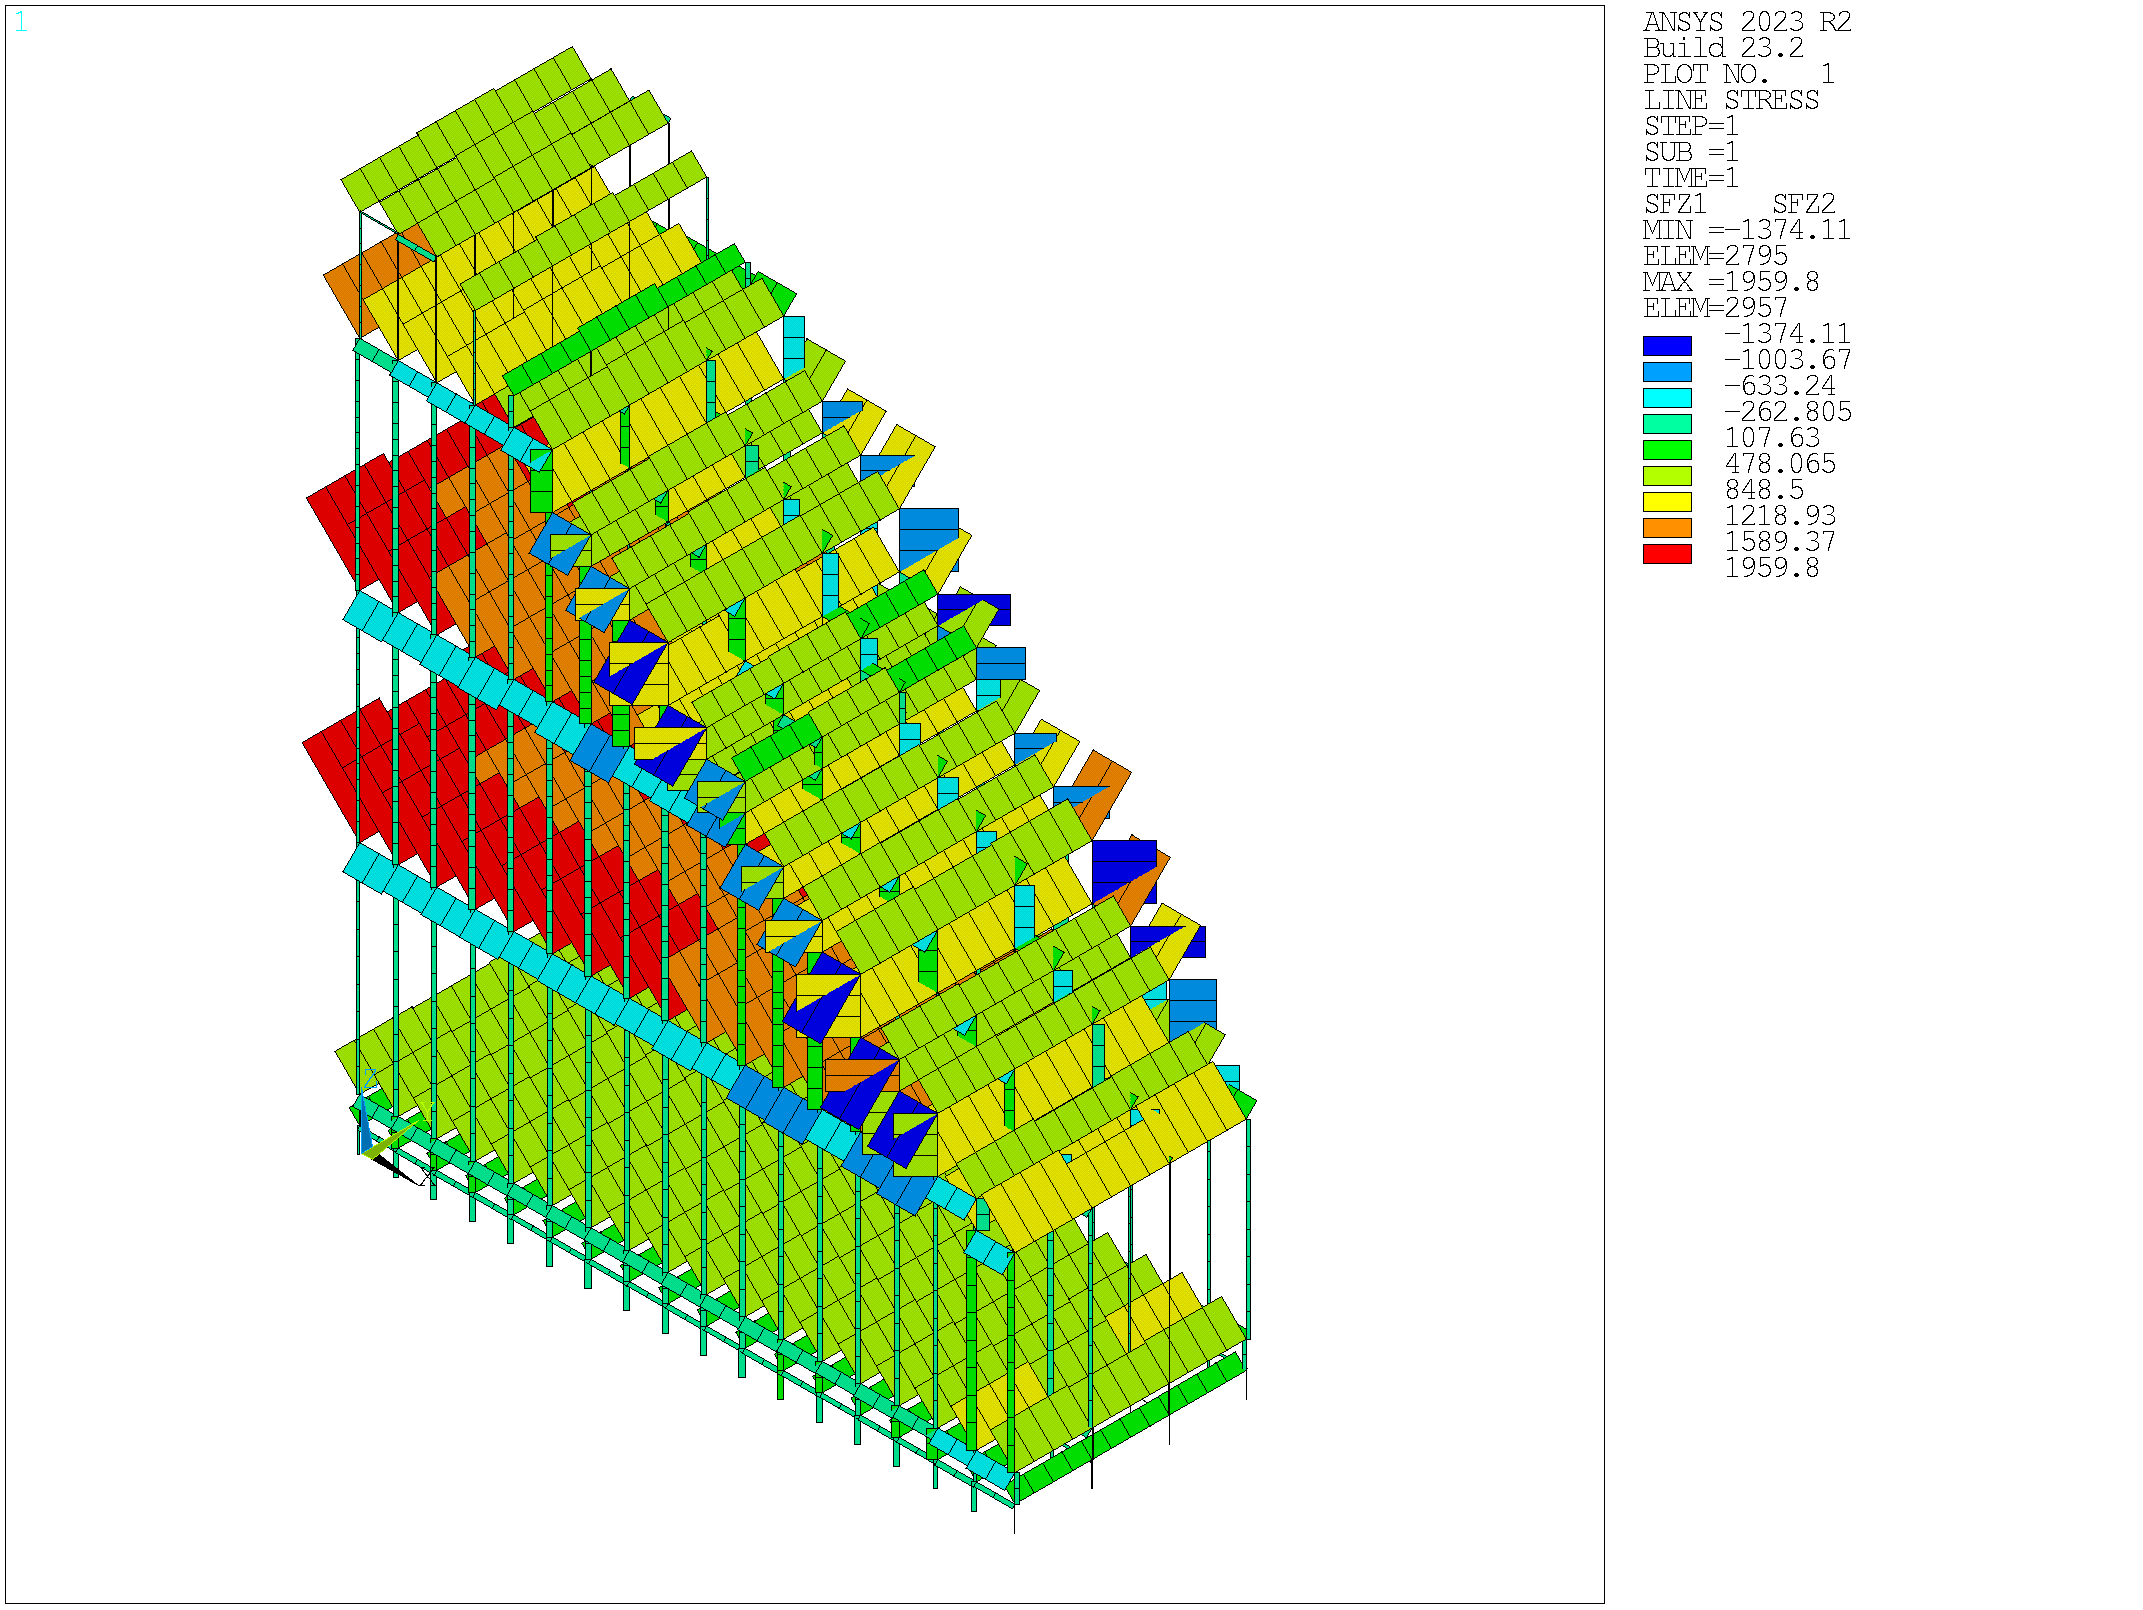 1
ANSYS 2023 R2
Build 23.2
PLOT NO.   1
LINE STRESS
STEP=1
SUB =1
TIME=1
SFZ1    SFZ2
MIN =-1374.11
ELEM=2795
MAX =1959.8
ELEM=2957
-1374.11
-1003.67
-633.24
-262.805
107.63
478.065
848.5
1218.93
1589.37
1959.8
Z
Y
X